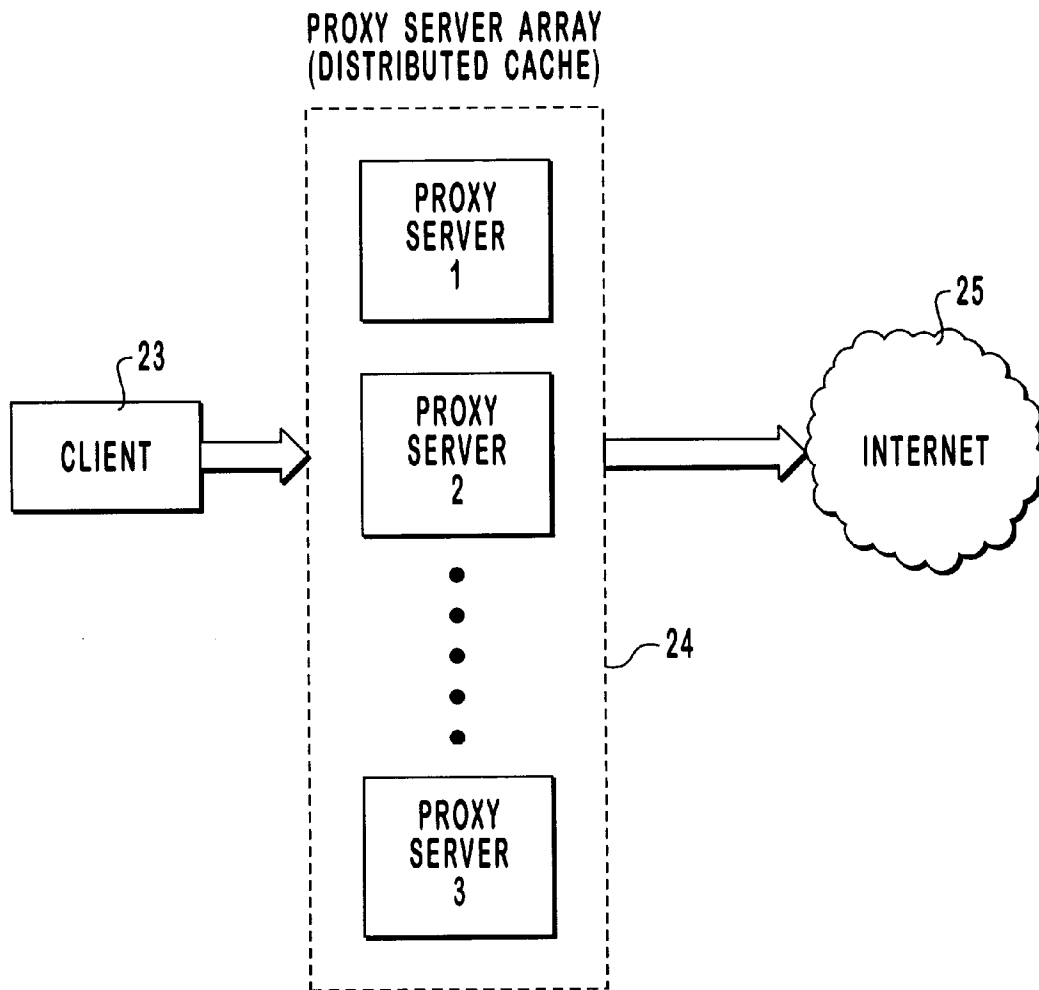 PROXY SERVER ARRAY
(DISTRIBUTED CACHE)
PROXY
SERVER
1
25
23
CLIENT
PROXY
SERVER
2
INTERNET
24
PROXY
SERVER
3